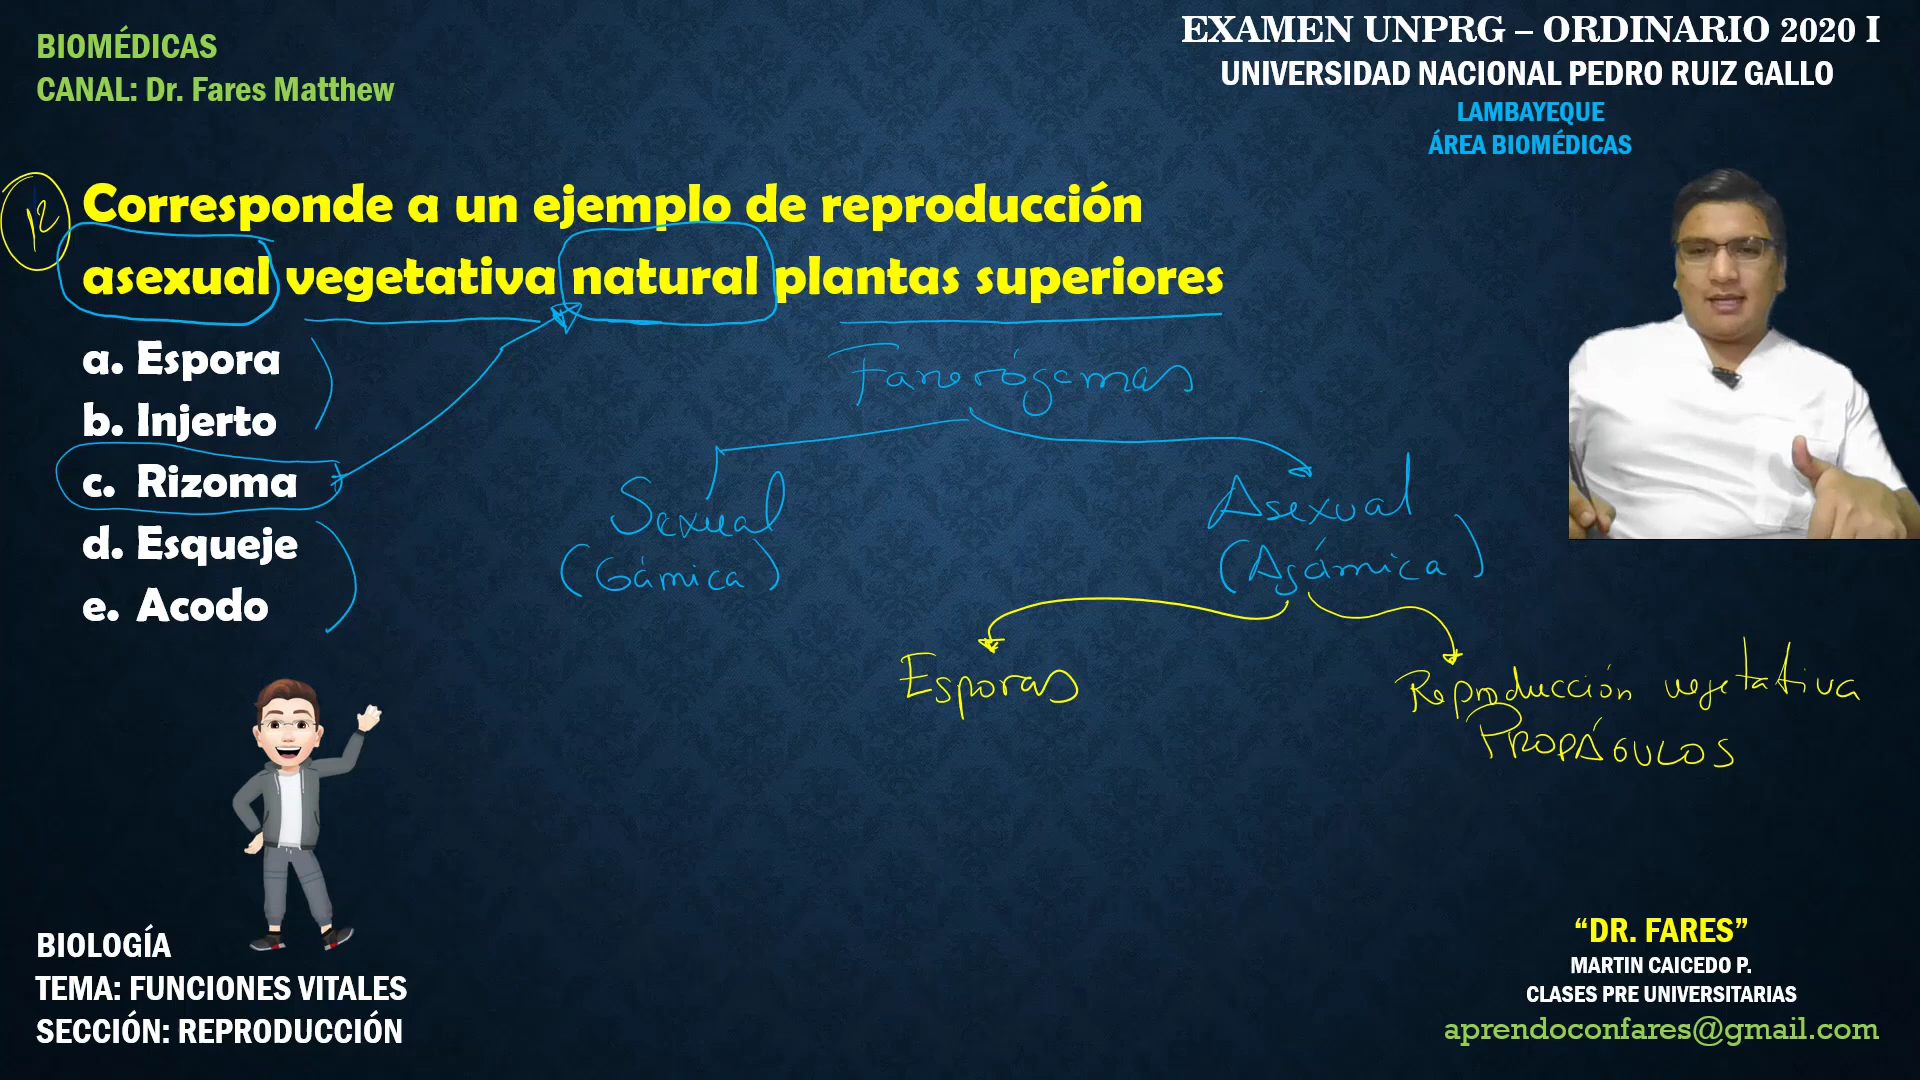 BIOMÉDICAS
CANAL: Dr. Fares Matthew
EXAMEN UNPRG – ORDINARIO 2020 I
UNIVERSIDAD NACIONAL PEDRO RUIZ GALLO
LAMBAYEQUE
ÁREA BIOMÉDICAS
12
Corresponde a un ejemplo de reproducción
asexual vegetativa natural plantas superiores
a. Espora
b. Injerto
c. Rizoma
d. Esqueje
e. Acodo
Fanerógamas
Sexual
(Gámica)
Asexual
(Agámica)
Esporas
Reproducción vegetativa
PROPÁGULOS
BIOLOGÍA
TEMA: FUNCIONES VITALES
SECCIÓN: REPRODUCCIÓN
“DR. FARES”
MARTIN CAICEDO P.
CLASES PRE UNIVERSITARIAS
aprendoconfares@gmail.com